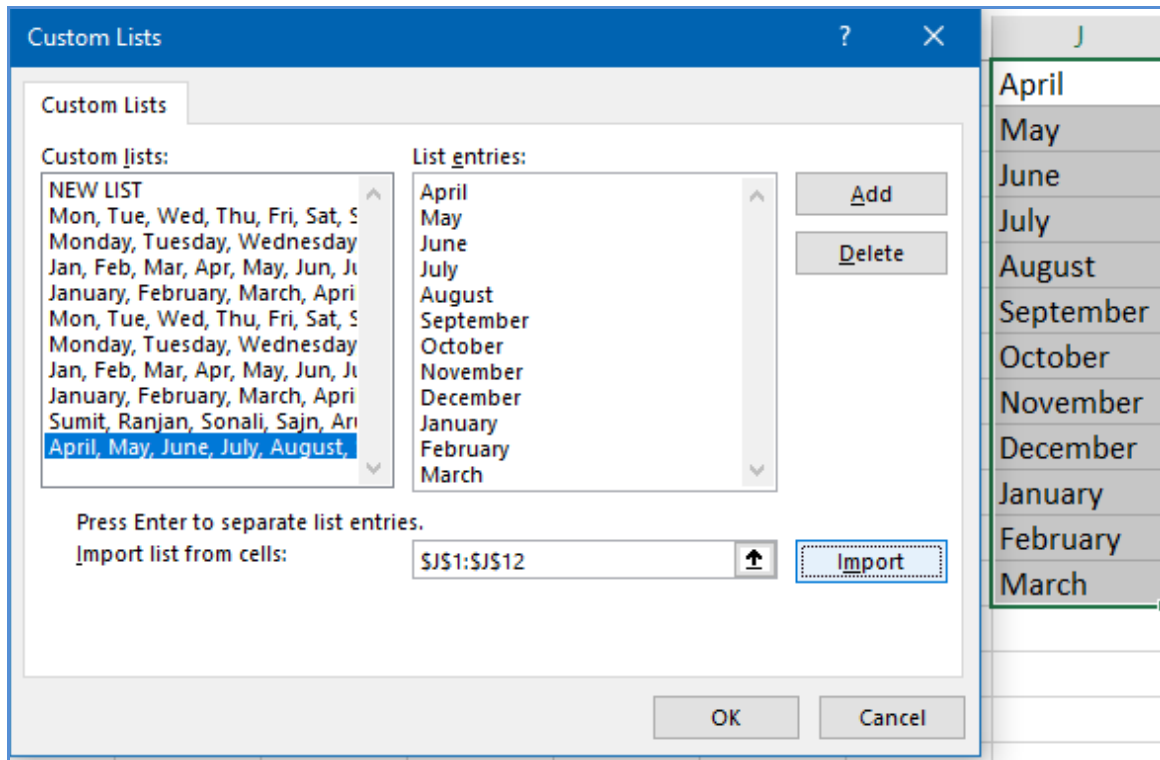 Custom Lists
?
J
Custom Lists
Custom lists:
NEW LIST
Mon, Tue, Wed, Thu, Fri, Sat, S
Monday, Tuesday, Wednesday
Jan, Feb, Mar, Apr, May, Jun, Ju
January, February, March, Apri
Mon, Tue, Wed, Thu, Fri, Sat, S
Monday, Tuesday, Wednesday
Jan, Feb, Mar, Apr, May, Jun, Ju
January, February, March, Apri
Sumit, Ranjan, Sonali, Sajn, Aru
April, May, June, July, August,
List entries:
April
May
June
July
August
September
October
November
December
January
February
March
Add
Delete
Press Enter to separate list entries.
Import list from cells:
$J$1:$J$12
Import
OK
Cancel
April
May
June
July
August
September
October
November
December
January
February
March